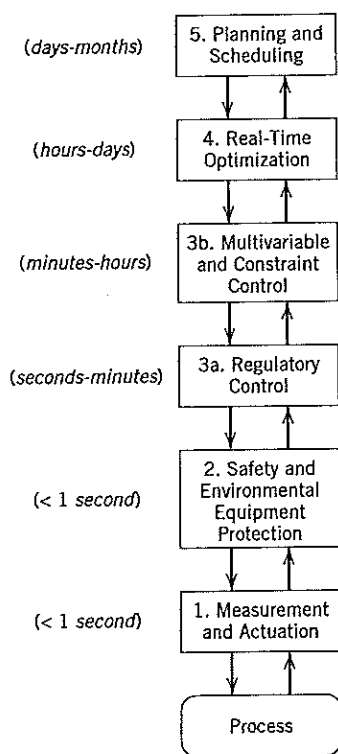 (days-months)
5. Planning and
Scheduling
(hours-days)
4. Real-Time
Optimization
(minutes-hours)
3b. Multivariable
and Constraint
Control
(seconds-minutes)
3a. Regulatory
Control
(< 1 second)
2. Safety and
Environmental
Equipment
Protection
(< 1 second)
1. Measurement
and Actuation
Process